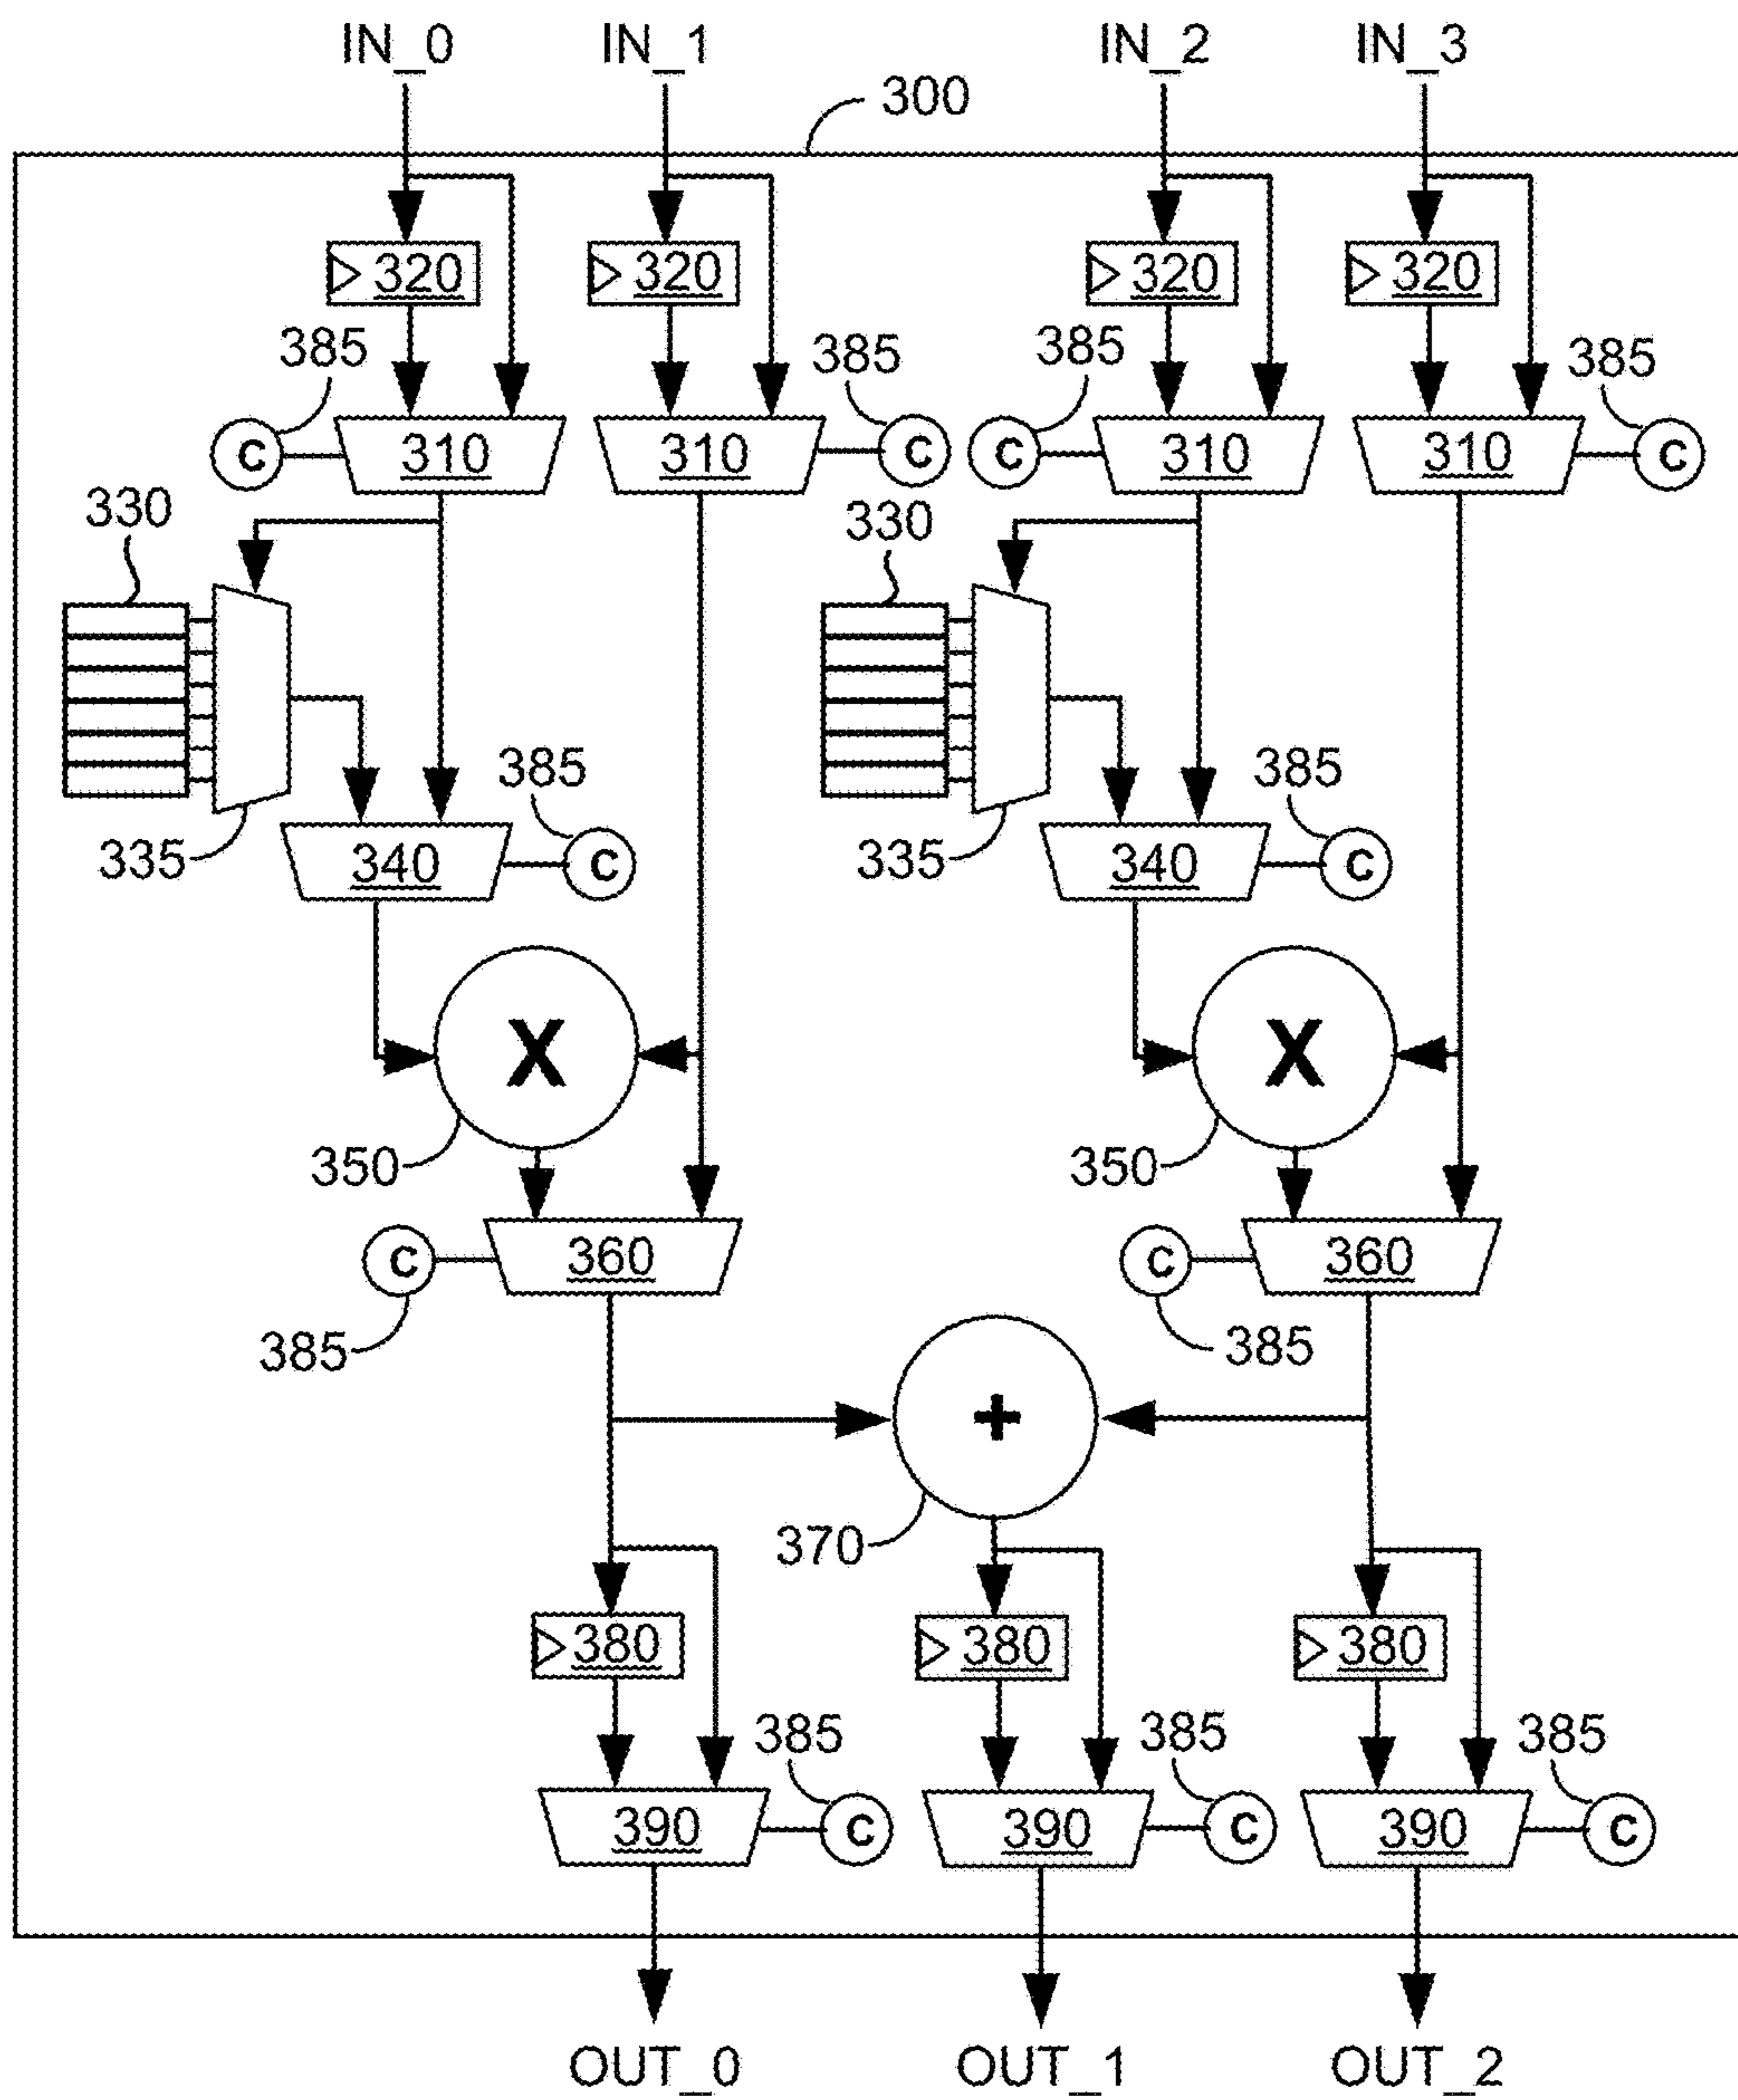 IN_0 IN_1 IN_2 IN_3
300
320 320 320 320
385 385 385 385
C 310 310 C C 310 310 C
330 330
385 385
335 340 C 335 340 C
X X
350 350
C 360 C 360
385 385
+
370
380 380 380
385 385 385
390 C 390 C 390 C
OUT_0 OUT_1 OUT_2